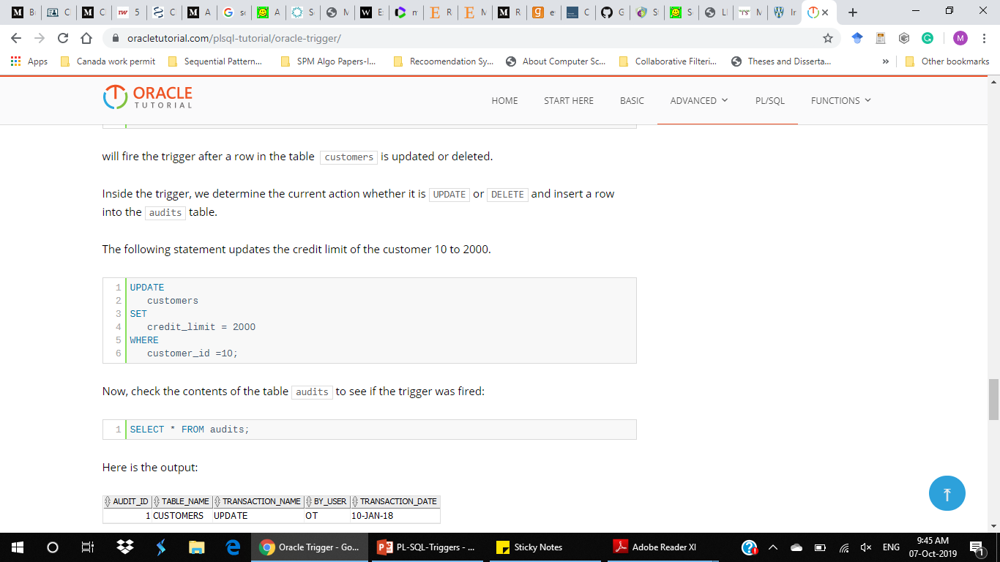 B
C
C
5
C
A
se
A
S
M
E
n
R
M
R
e
C
G
S
S
L
M
Ir
oracletutorial.com/plsql-tutorial/oracle-trigger/
M
Apps
Canada work permit
Sequential Pattern...
SPM Algo Papers-I...
Recoomendation Sy...
About Computer Sc...
Collaborative Filteri...
Theses and Disserta...
»
Other bookmarks
ORACLE
TUTORIAL
HOME
START HERE
BASIC
ADVANCED
PL/SQL
FUNCTIONS
will fire the trigger after a row in the table customers is updated or deleted.
Inside the trigger, we determine the current action whether it is UPDATE or DELETE and insert a row
into the audits table.
The following statement updates the credit limit of the customer 10 to 2000.
1 UPDATE
2 customers
3 SET
4 credit_limit = 2000
5 WHERE
6 customer_id =10;
Now, check the contents of the table audits to see if the trigger was fired:
1 SELECT * FROM audits;
Here is the output:
AUDIT_ID TABLE_NAME TRANSACTION_NAME BY_USER TRANSACTION_DATE
1 CUSTOMERS UPDATE OT 10-JAN-18
Oracle Trigger - Go...
PL-SQL-Triggers - ...
Sticky Notes
Adobe Reader XI
ENG
9:45 AM
07-Oct-2019
1